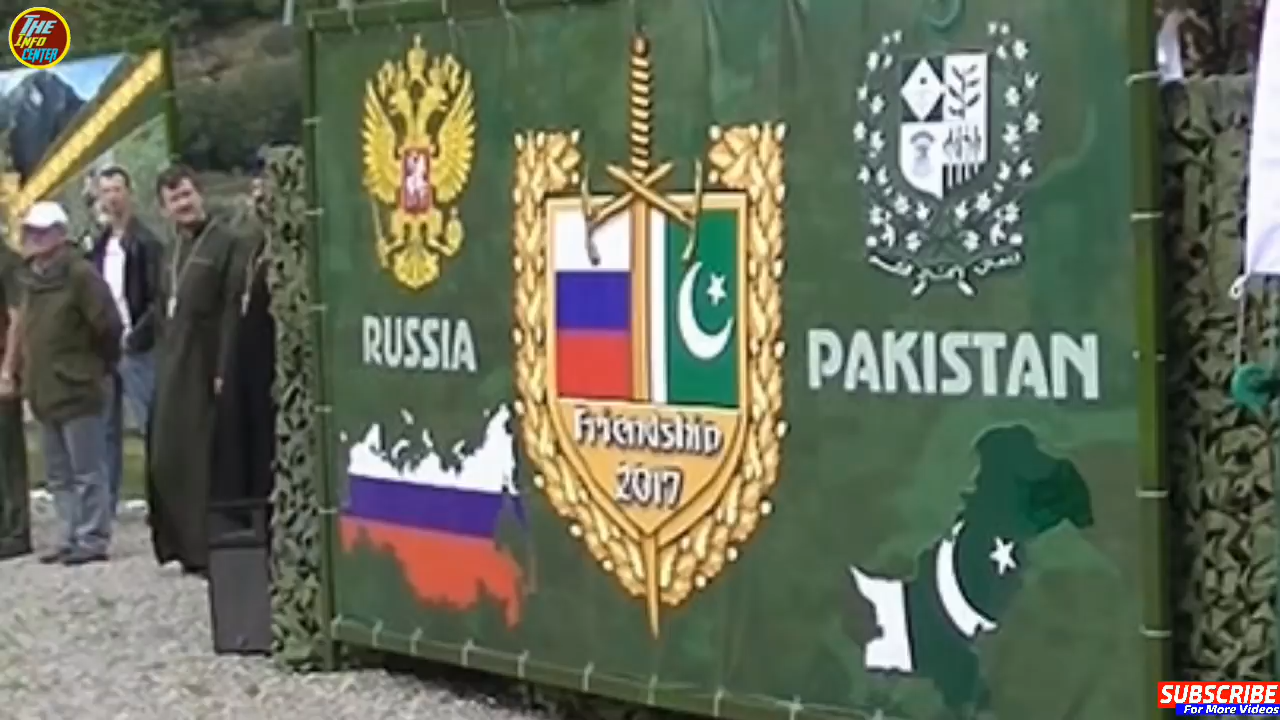 THE
INFO
CENTER
RUSSIA
PAKISTAN
Friendship
2017
SUBSCRIBE
For More Videos